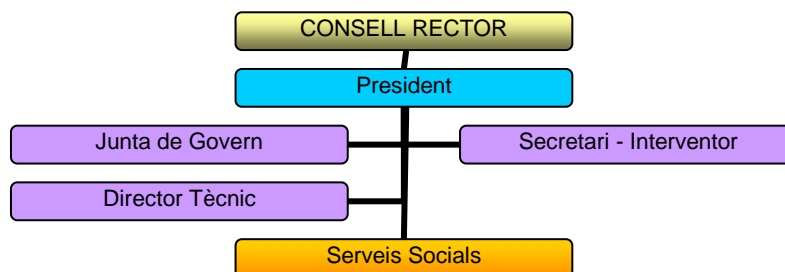 CONSELL RECTOR
President
Junta de Govern
Secretari - Interventor
Director Tècnic
Serveis Socials